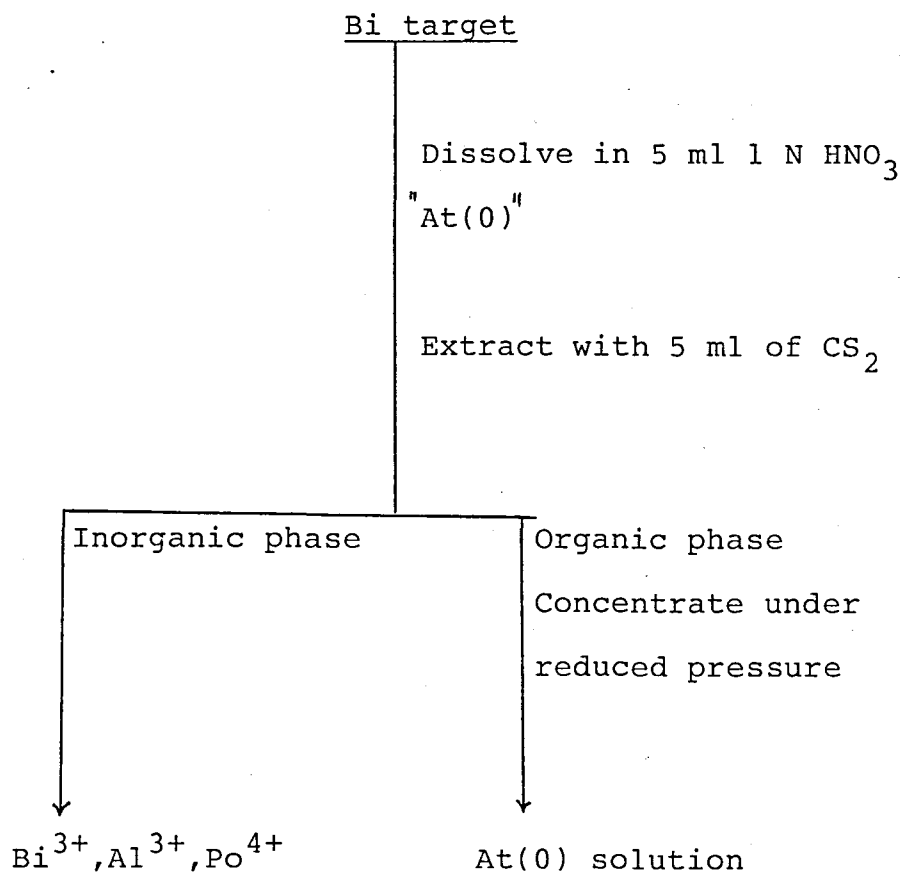 Bi target
Dissolve in 5 ml 1 N HNO₃
"At(0)"
Extract with 5 ml of CS₂
Inorganic phase
Organic phase
Concentrate under
reduced pressure
Bi³⁺,Al³⁺,Po⁴⁺
At(0) solution